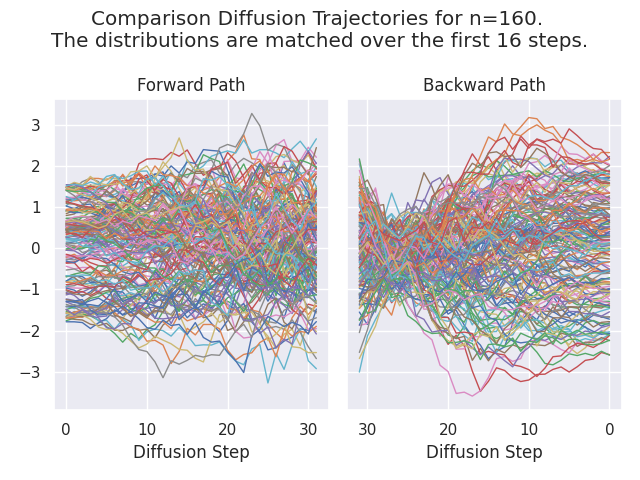 Comparison Diffusion Trajectories for n=160.
The distributions are matched over the first 16 steps.
Forward Path
Backward Path
3
2
1
0
−1
−2
−3
0 10 20 30
30 20 10 0
Diffusion Step
Diffusion Step